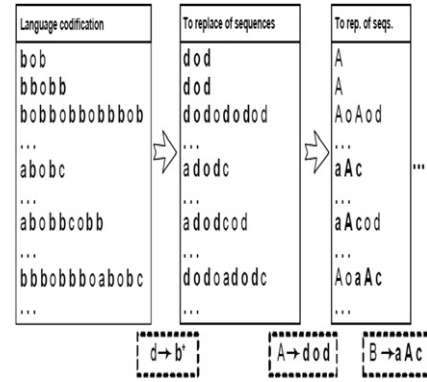 Language codification
bob
bbobb
bobbobbobbbob
...
abobc
...
abobbcobb
...
bbbobbboabobc
...
To replace of sequences
dod
dod
dodododod
...
adodc
...
adodcod
...
dodoadodc
...
To rep. of seqs.
A
A
AoAod
...
aAc
...
aAcod
...
AoaAc
...
...
d→b⁺
A→dod
B→aAc